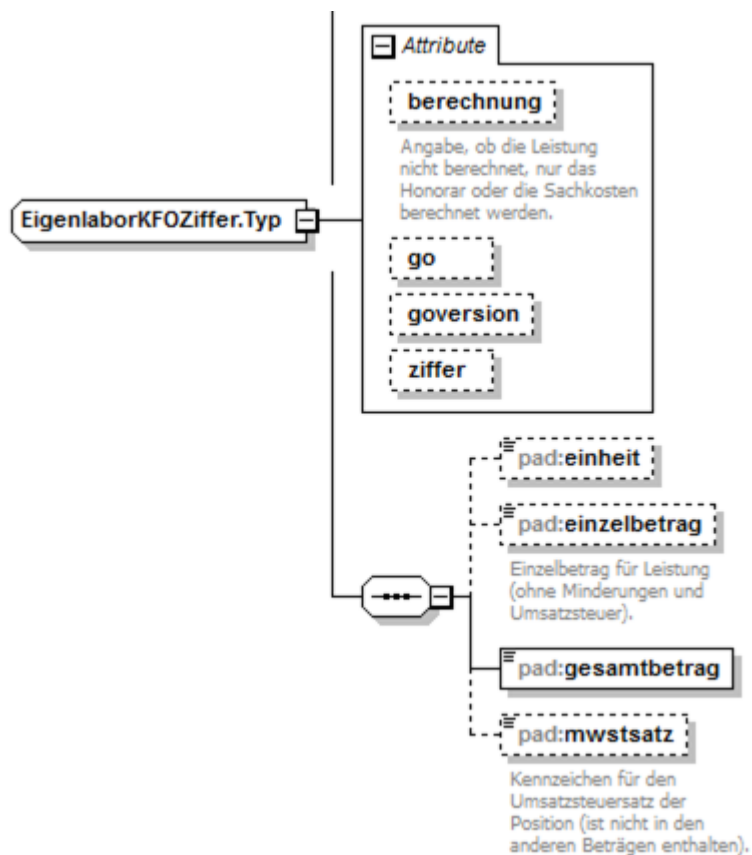 Attribute
berechnung
Angabe, ob die Leistung
nicht berechnet, nur das
Honorar oder die Sachkosten
berechnet werden.
EigenlaborKFOZiffer.Typ
go
goversion
ziffer
pad:einheit
pad:einzelbetrag
Einzelbetrag für Leistung
(ohne Minderungen und
Umsatzsteuer).
pad:gesamtbetrag
pad:mwstsatz
Kennzeichen für den
Umsatzsteuersatz der
Position (ist nicht in den
anderen Beträgen enthalten).